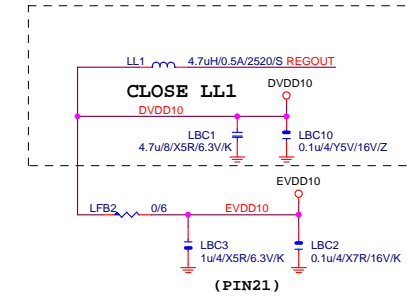 LL1 4.7uH/0.5A/2520/S REGOUT
CLOSE LL1
DVDD10
DVDD10
LBC1
4.7u/8/X5R/6.3V/K
LBC10
0.1u/4/Y5V/16V/Z
EVDD10
LFB2 0/6 EVDD10
LBC3
1u/4/X5R/6.3V/K
LBC2
0.1u/4/X7R/16V/K
(PIN21)